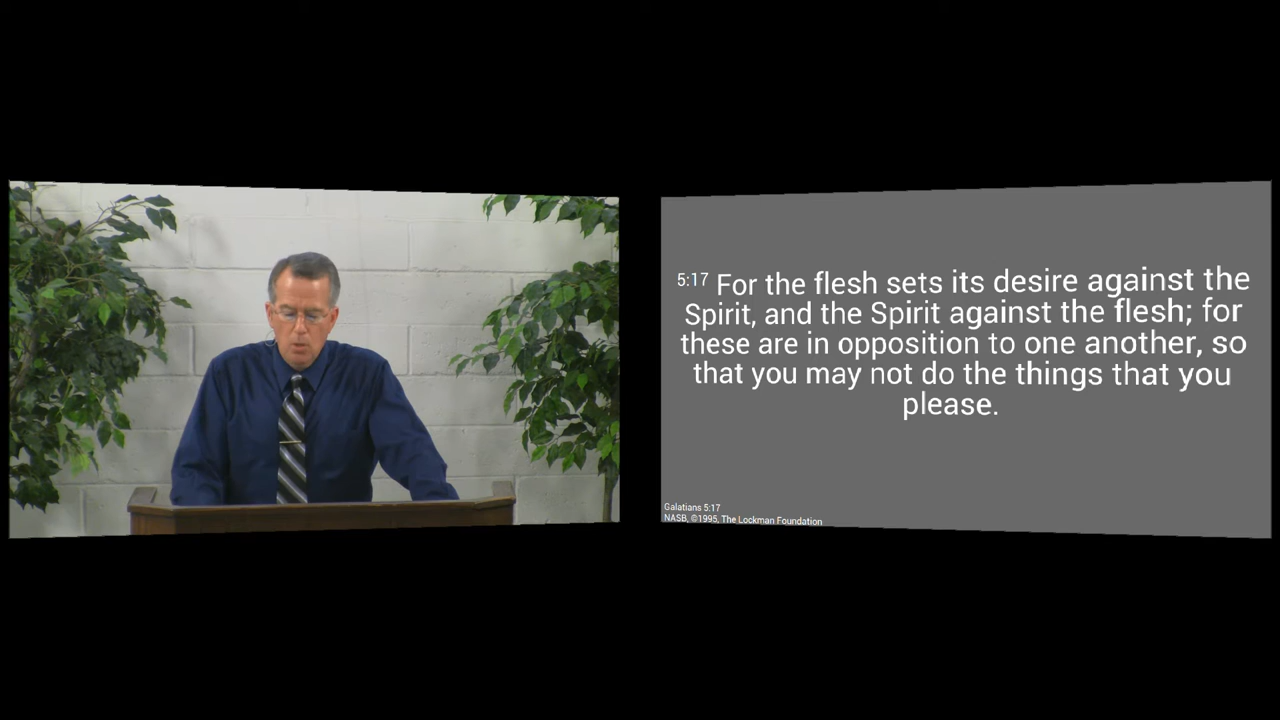 5:17 For the flesh sets its desire against the
Spirit, and the Spirit against the flesh; for
these are in opposition to one another, so
that you may not do the things that you
please.
Galatians 5:17
NASB, ©1995, The Lockman Foundation